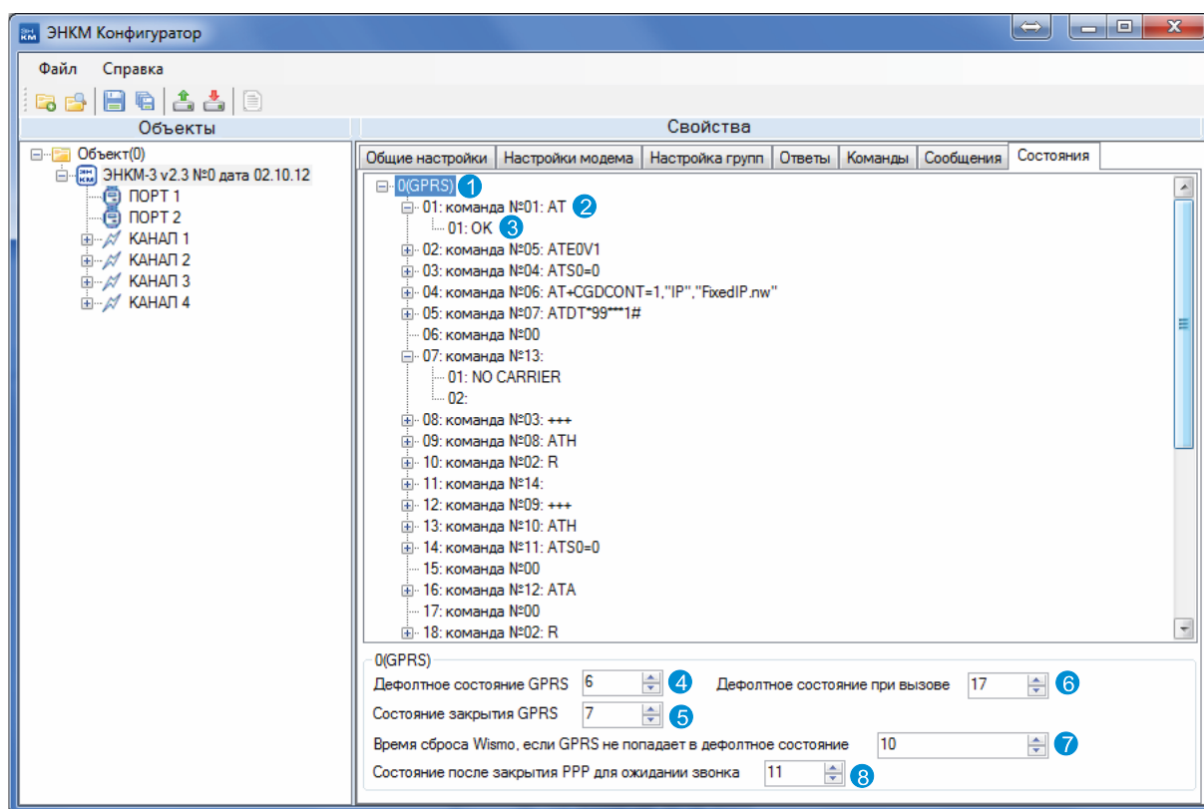 ЭНКМ Конфигуратор
Файл Справка
Объекты
Свойства
Объект(0)
ЭНКМ-3 v2.3 №0 дата 02.10.12
ПОРТ 1
ПОРТ 2
КАНАЛ 1
КАНАЛ 2
КАНАЛ 3
КАНАЛ 4
Общие настройки Настройки модема Настройка групп Ответы Команды Сообщения Состояния
0(GPRS) 1
01: команда №01: AT 2
01: OK 3
02: команда №05: ATE0V1
03: команда №04: ATS0=0
04: команда №06: AT+CGDCONT=1,"IP","FixedIP.nw"
05: команда №07: ATDT*99***1#
06: команда №00
07: команда №13:
01: NO CARRIER
02:
08: команда №03: +++
09: команда №08: ATH
10: команда №02: R
11: команда №14:
12: команда №09: +++
13: команда №10: ATH
14: команда №11: ATS0=0
15: команда №00
16: команда №12: ATA
17: команда №00
18: команда №02: R
0(GPRS)
Дефолтное состояние GPRS 6 4 Дефолтное состояние при вызове 17 6
Состояние закрытия GPRS 7 5
Время сброса Wismo, если GPRS не попадает в дефолтное состояние 10 7
Состояние после закрытия PPP для ожидании звонка 11 8